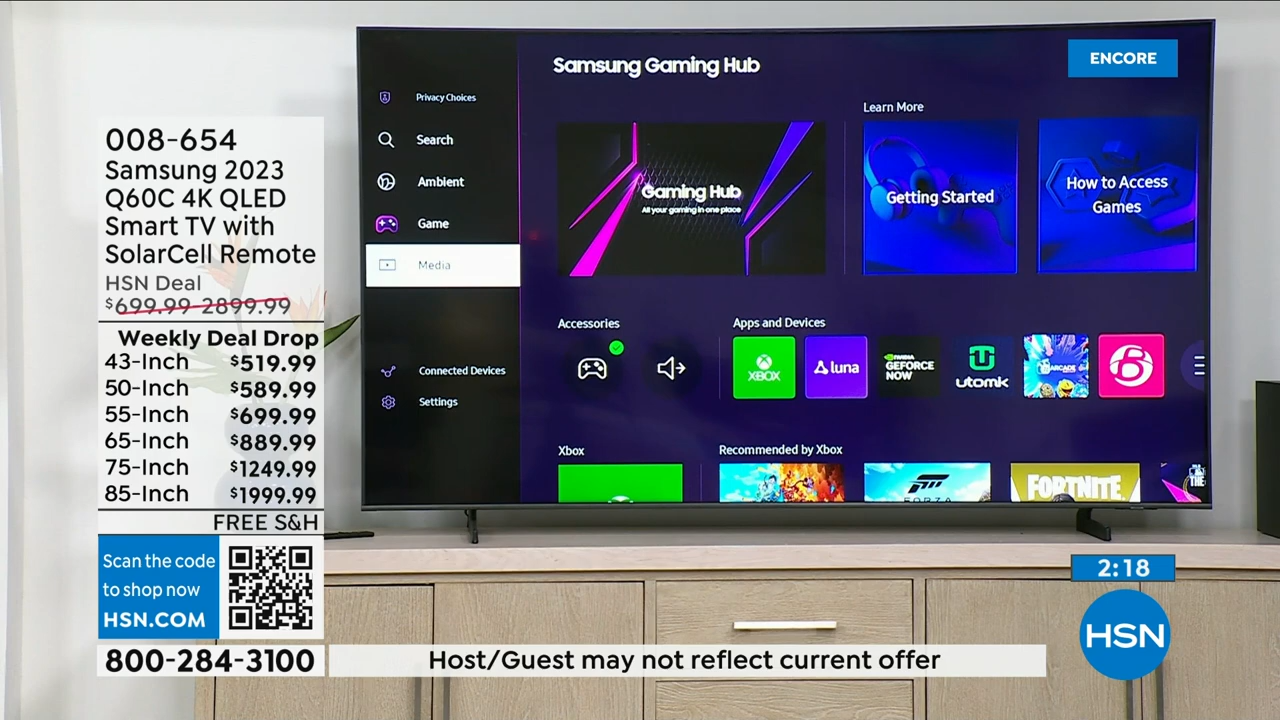 008-654
Samsung 2023
Q60C 4K QLED
Smart TV with
SolarCell Remote
HSN Deal
$699.99-2899.99
Weekly Deal Drop
43-Inch $519.99
50-Inch $589.99
55-Inch $699.99
65-Inch $889.99
75-Inch $1249.99
85-Inch $1999.99
FREE S&H
Scan the code
to shop now
HSN.COM
800-284-3100
Host/Guest may not reflect current offer
ENCORE
Samsung Gaming Hub
Privacy Choices
Search
Ambient
Game
Media
Connected Devices
Settings
Gaming Hub
All your gaming in one place
Learn More
Getting Started
How to Access
Games
Accessories
Apps and Devices
XBOX
luna
NVIDIA
GEFORCE
NOW
utomik
ARCADE
B
Xbox
Recommended by Xbox
FORZA
FORTNITE
THE
2:18
HSN